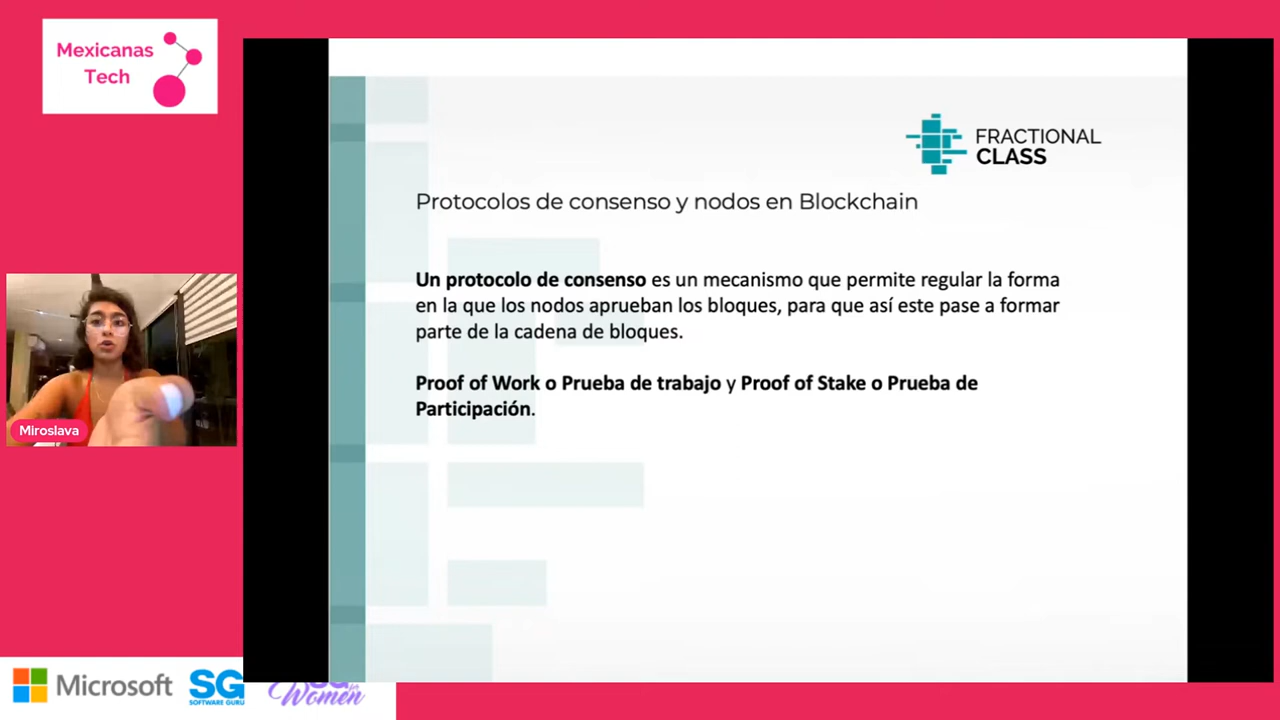 Mexicanas
Tech
FRACTIONAL
CLASS
Protocolos de consenso y nodos en Blockchain
Un protocolo de consenso es un mecanismo que permite regular la forma
en la que los nodos aprueban los bloques, para que así este pase a formar
parte de la cadena de bloques.
Proof of Work o Prueba de trabajo y Proof of Stake o Prueba de
Participación.
Miroslava
Microsoft
SG
SOFTWARE GURU
Women